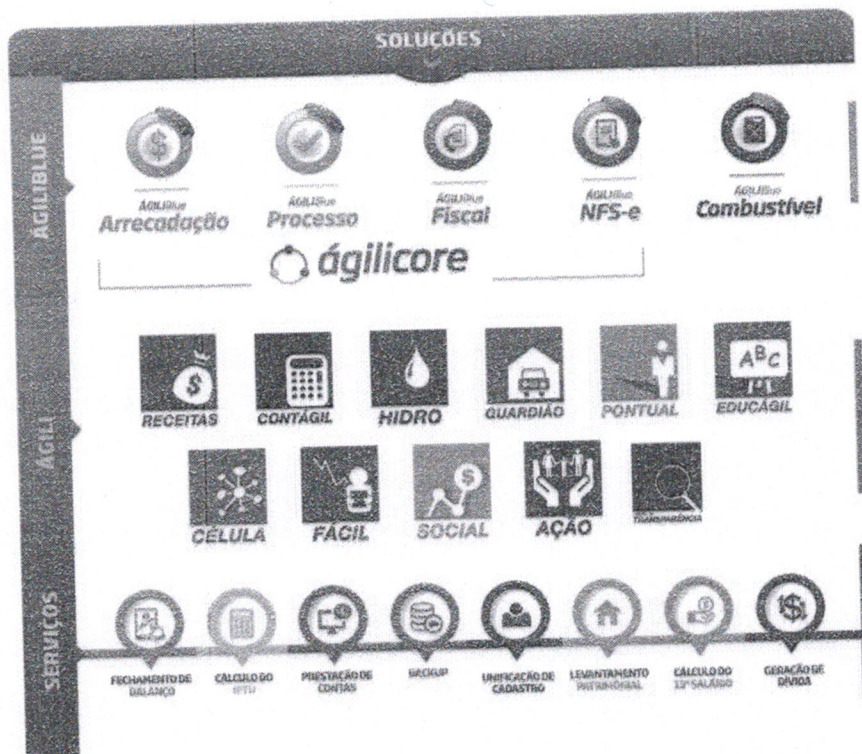 SOLUÇÕES
ÁGILIBLUE
ÁGILIBlue
Arrecadação
ÁGILIBlue
Processo
ÁGILIBlue
Fiscal
ÁGILIBlue
NFS-e
ÁGILIBlue
Combustível
ágilicore
ÁGILI
RECEITAS
CONTÁGIL
HIDRO
GUARDIÃO
PONTUAL
ABC
EDUCÁGIL
CÉLULA
FÁCIL
SOCIAL
AÇÃO
TRANSPARÊNCIA
SERVIÇOS
FECHAMENTO DE
BALANÇO
CÁLCULO DO
IPTU
PRESTAÇÃO DE
CONTAS
BACKUP
UNIFICAÇÃO DE
CADASTRO
LEVANTAMENTO
PATRIMONIAL
CÁLCULO DO
13º SALÁRIO
GERAÇÃO DE
DÍVIDA